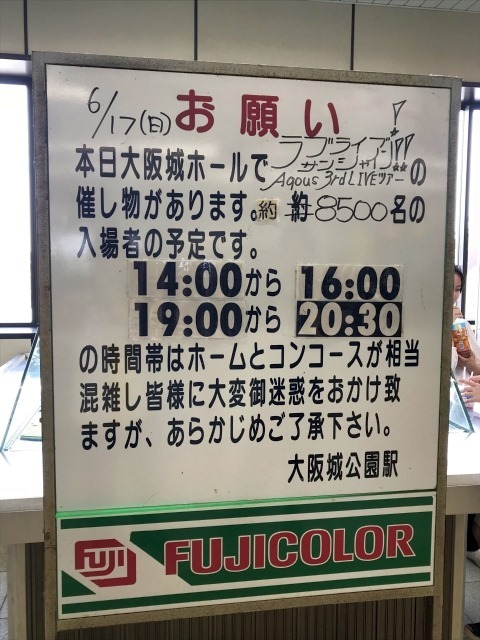 6/17(日) お願い
本日大阪城ホールでラブライブ!
サンシャイン!!
Aqous 3rd LIVEツアーの
催し物があります。約 約8500名の
入場者の予定です。
14:00から 16:00
19:00から 20:30
の時間帯はホームとコンコースが相当
混雑し皆様に大変御迷惑をおかけ致
ますが、あらかじめご了承下さい。
大阪城公園駅
FUJI FUJICOLOR